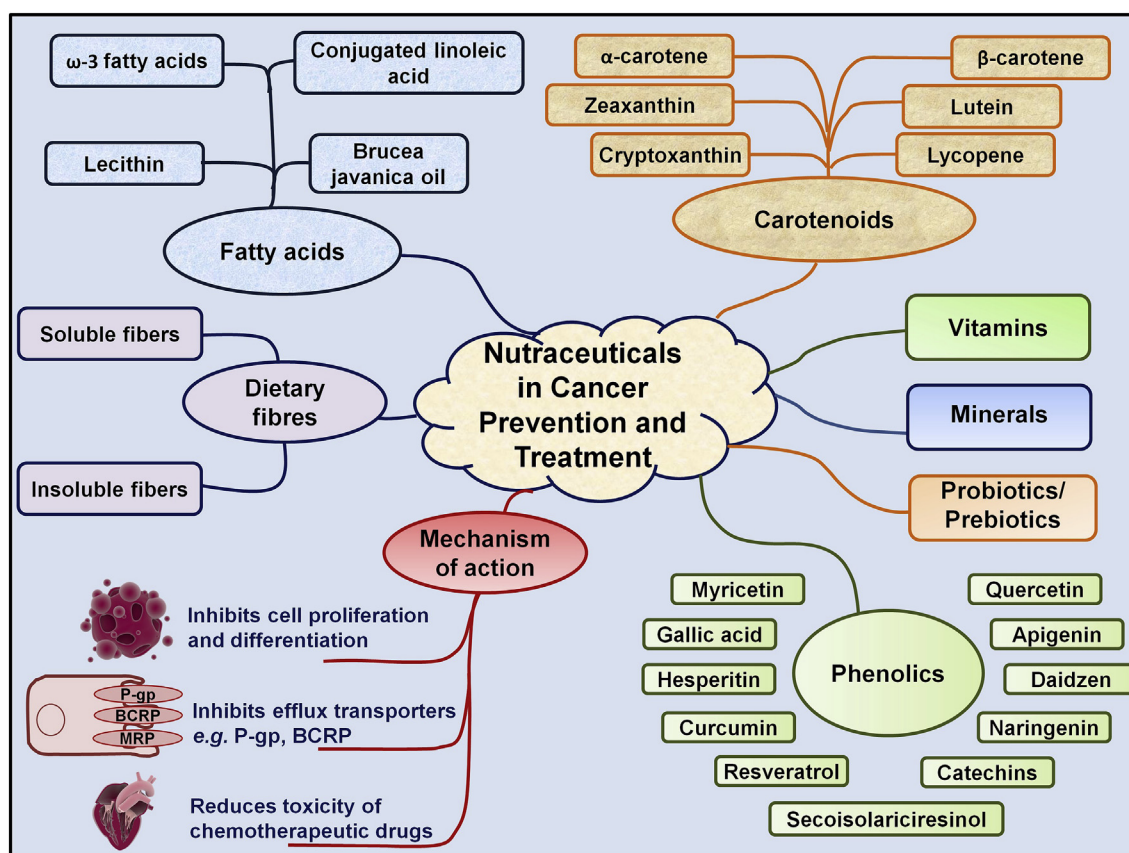 ω-3 fatty acids
Conjugated linoleic
acid
Lecithin
Brucea
javanica oil
Fatty acids
α-carotene
β-carotene
Zeaxanthin
Lutein
Cryptoxanthin
Lycopene
Carotenoids
Soluble fibers
Dietary
fibres
Insoluble fibers
Nutraceuticals
in Cancer
Prevention and
Treatment
Vitamins
Minerals
Probiotics/
Prebiotics
Mechanism
of action
Inhibits cell proliferation
and differentiation
P-gp
BCRP
MRP
Inhibits efflux transporters
e.g. P-gp, BCRP
Reduces toxicity of
chemotherapeutic drugs
Phenolics
Myricetin
Quercetin
Gallic acid
Apigenin
Hesperitin
Daidzen
Curcumin
Naringenin
Resveratrol
Catechins
Secoisolariciresinol